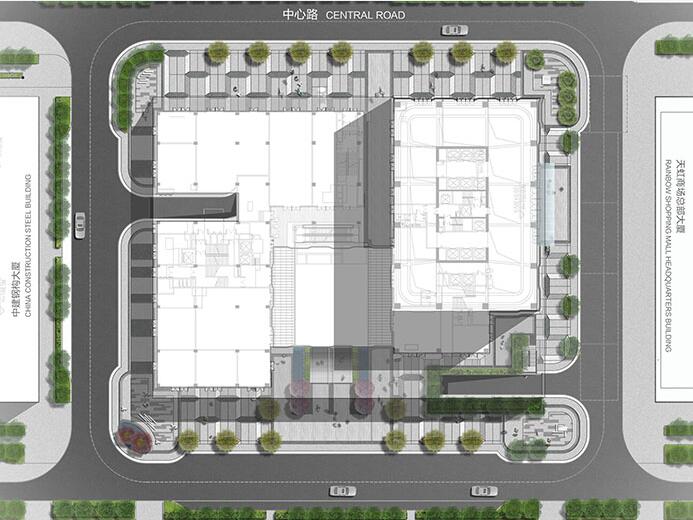 中心路 CENTRAL ROAD
中建钢构大厦
CHINA CONSTRUCTION STEEL BUILDING
天虹商场总部大厦
RAINBOW SHOPPING MALL HEADQUARTERS BUILDING